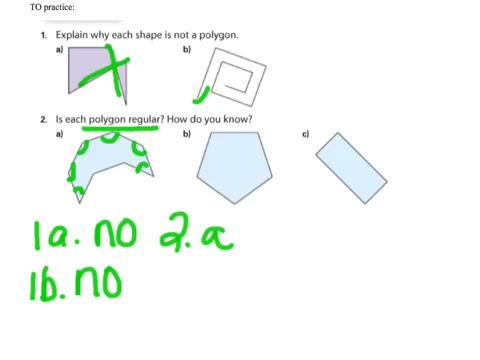 TO practice:
1. Explain why each shape is not a polygon.
a) b)
2. Is each polygon regular? How do you know?
a) b) c)
1a. no 2. a
1b. no